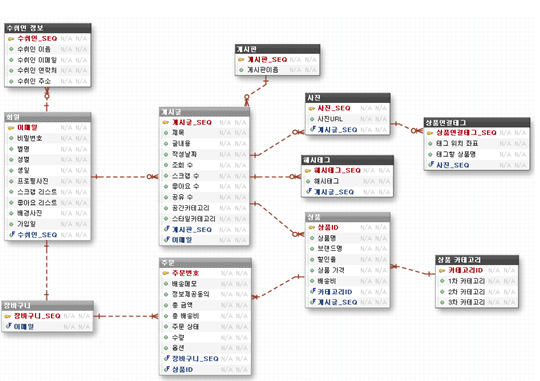 수취인 정보
수취인_SEQ N/A N/A
수취인 이름 N/A N/A
수취인 이메일 N/A N/A
수취인 연락처 N/A N/A
수취인 주소 N/A N/A
회원
이메일 N/A N/A
비밀번호 N/A N/A
별명 N/A N/A
성별 N/A N/A
생일 N/A N/A
프로필사진 N/A N/A
스크랩 리스트 N/A N/A
좋아요 리스트 N/A N/A
배경사진 N/A N/A
가입일 N/A N/A
수취인_SEQ N/A N/A
장바구니
장바구니_SEQ N/A N/A
이메일 N/A N/A
게시판
게시판_SEQ N/A N/A
게시판이름 N/A N/A
게시글
게시글_SEQ N/A N/A
제목 N/A N/A
글내용 N/A N/A
작성날짜 N/A N/A
조회 수 N/A N/A
스크랩 수 N/A N/A
좋아요 수 N/A N/A
공유 수 N/A N/A
공간카테고리 N/A N/A
스타일카테고리 N/A N/A
게시판_SEQ N/A N/A
이메일 N/A N/A
주문
주문번호 N/A N/A
배송메모 N/A N/A
정보제공동의 N/A N/A
총 금액 N/A N/A
총 배송비 N/A N/A
주문 상태 N/A N/A
수량 N/A N/A
옵션 N/A N/A
장바구니_SEQ N/A N/A
상품ID N/A N/A
사진
사진_SEQ N/A N/A
사진URL N/A N/A
게시글_SEQ N/A N/A
해시태그
해시태그_SEQ N/A N/A
해시태그 N/A N/A
게시글_SEQ N/A N/A
상품
상품ID N/A N/A
상품명 N/A N/A
브랜드명 N/A N/A
할인율 N/A N/A
상품 가격 N/A N/A
배송비 N/A N/A
카테고리ID N/A N/A
게시글_SEQ N/A N/A
상품연결태그
상품연결태그_SEQ N/A N/A
태그 위치 좌표 N/A N/A
태그할 상품명 N/A N/A
사진_SEQ N/A N/A
상품 카테고리
카테고리ID N/A N/A
1차 카테고리 N/A N/A
2차 카테고리 N/A N/A
3차 카테고리 N/A N/A